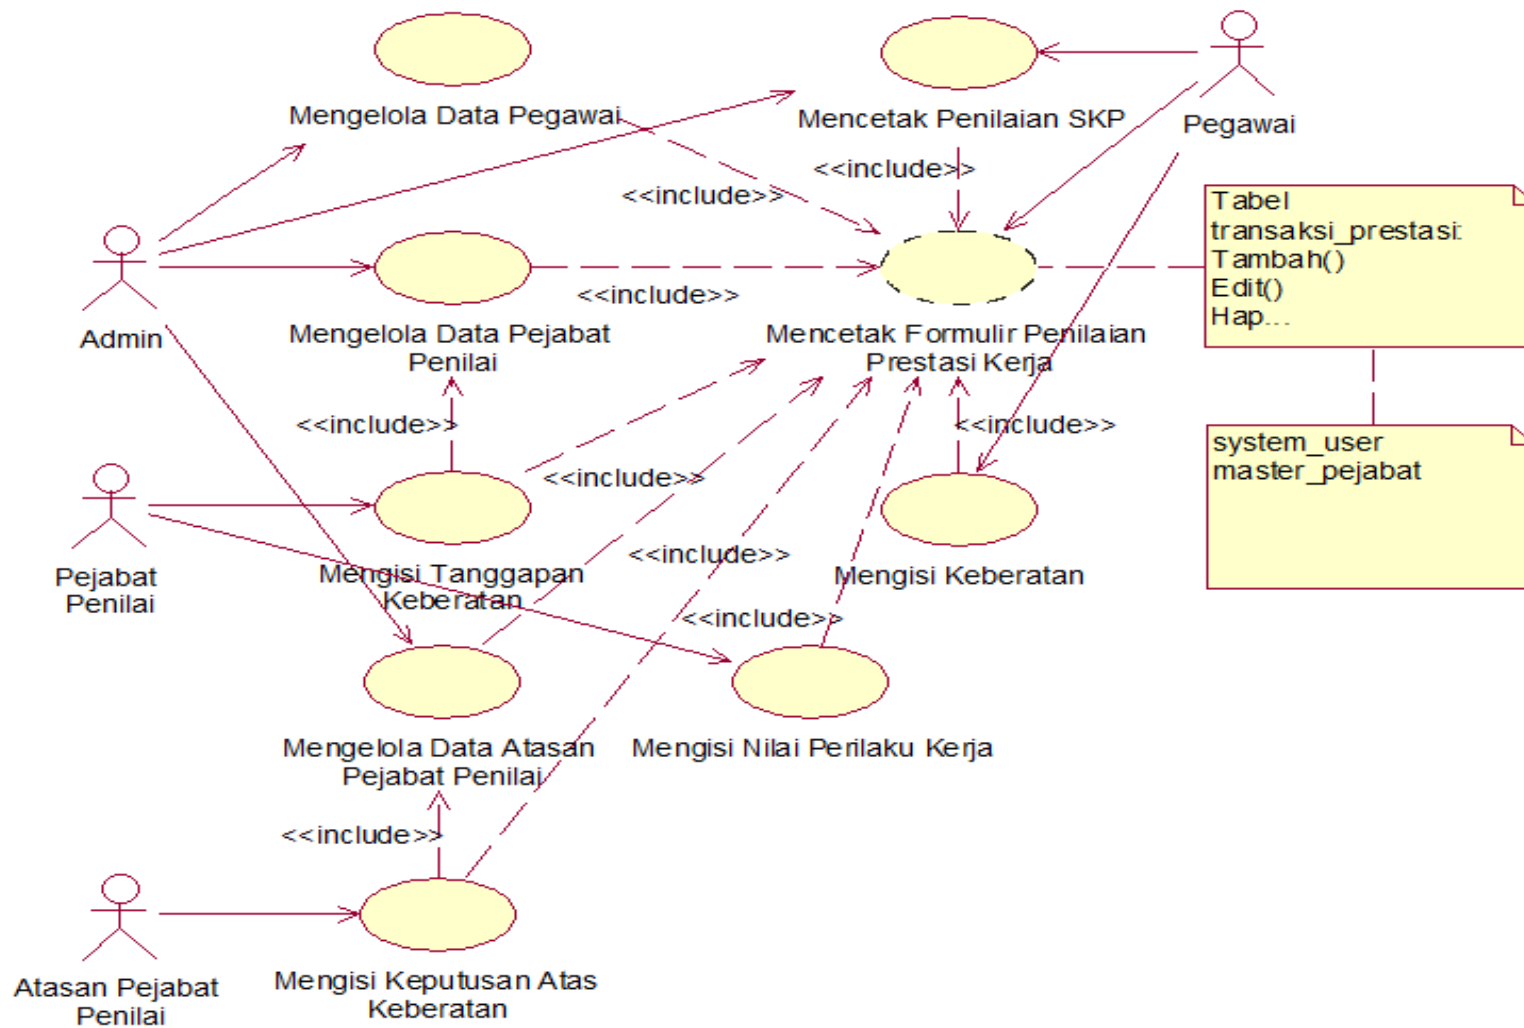 Mengelola Data Pegawai
Mencetak Penilaian SKP
Pegawai
<<include>>
<<include>>
Tabel
transaksi_prestasi:
Tambah()
Edit()
Hap...
Admin
<<include>>
Mengelola Data Pejabat
Penilai
Mencetak Formulir Penilaian
Prestasi Kerja
<<include>>
<<include>>
system_user
master_pejabat
<<include>>
Pejabat
Penilai
Mengisi Tanggapan
Keberatan
<<include>>
Mengisi Keberatan
<<include>>
Mengelola Data Atasan
Pejabat Penilai
Mengisi Nilai Perilaku Kerja
<<include>>
Atasan Pejabat
Penilai
Mengisi Keputusan Atas
Keberatan